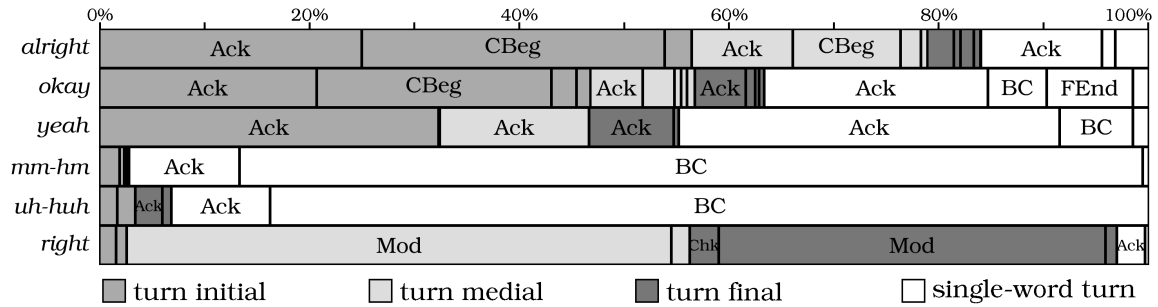 0% 20% 40% 60% 80% 100%
alright Ack CBeg Ack CBeg Ack
okay Ack CBeg Ack Ack Ack BC FEnd
yeah Ack Ack Ack Ack BC
mm-hm Ack BC
uh-huh Ack Ack BC
right Mod Chk Mod Ack
turn initial turn medial turn final single-word turn